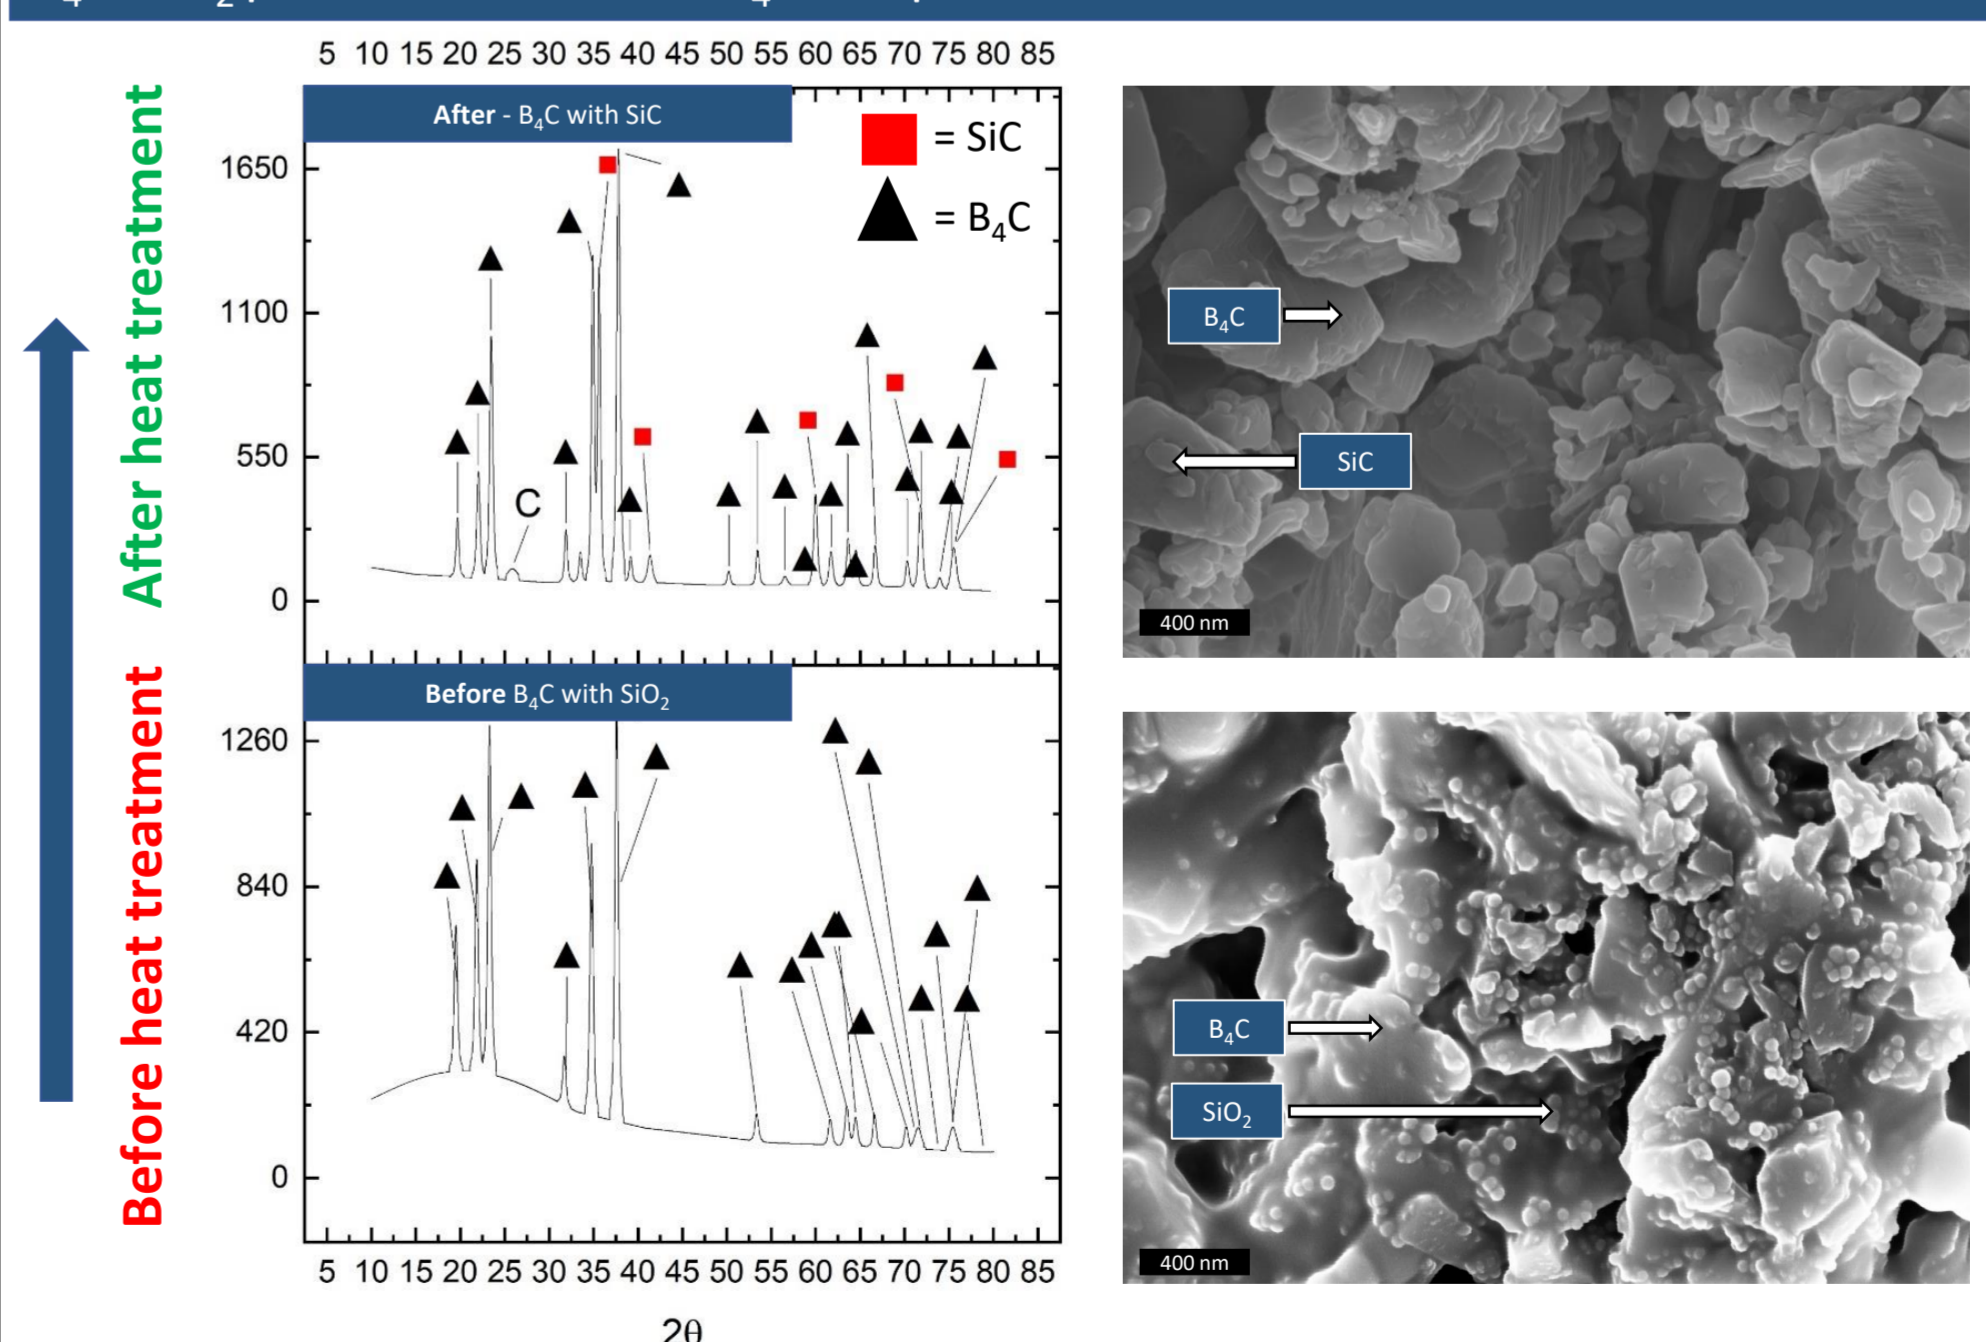 5 10 15 20 25 30 35 40 45 50 55 60 65 70 75 80 85
After heat treatment
After - B₄C with SiC
= SiC
= B₄C
1650
1100
550
0
C
B₄C
SiC
400 nm
Before heat treatment
Before B₄C with SiO₂
1260
840
420
0
B₄C
SiO₂
400 nm
5 10 15 20 25 30 35 40 45 50 55 60 65 70 75 80 85
2θ